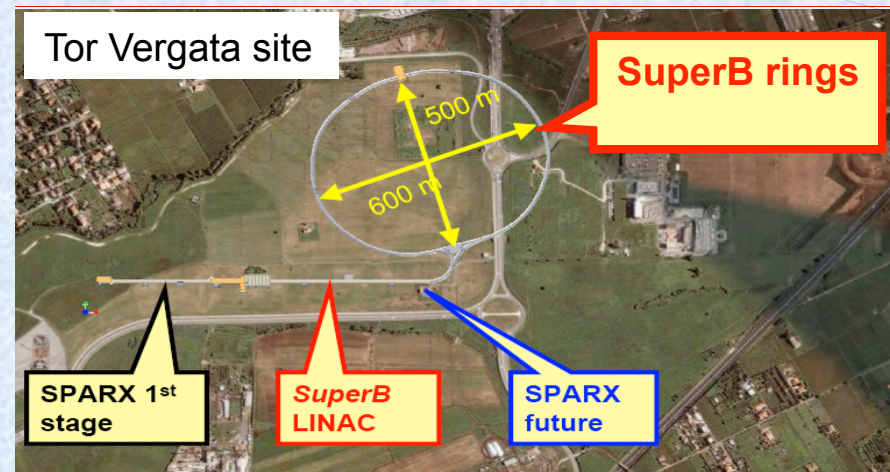 Tor Vergata site
SuperB rings
500 m
600 m
SPARX 1st
stage
SuperB
LINAC
SPARX
future